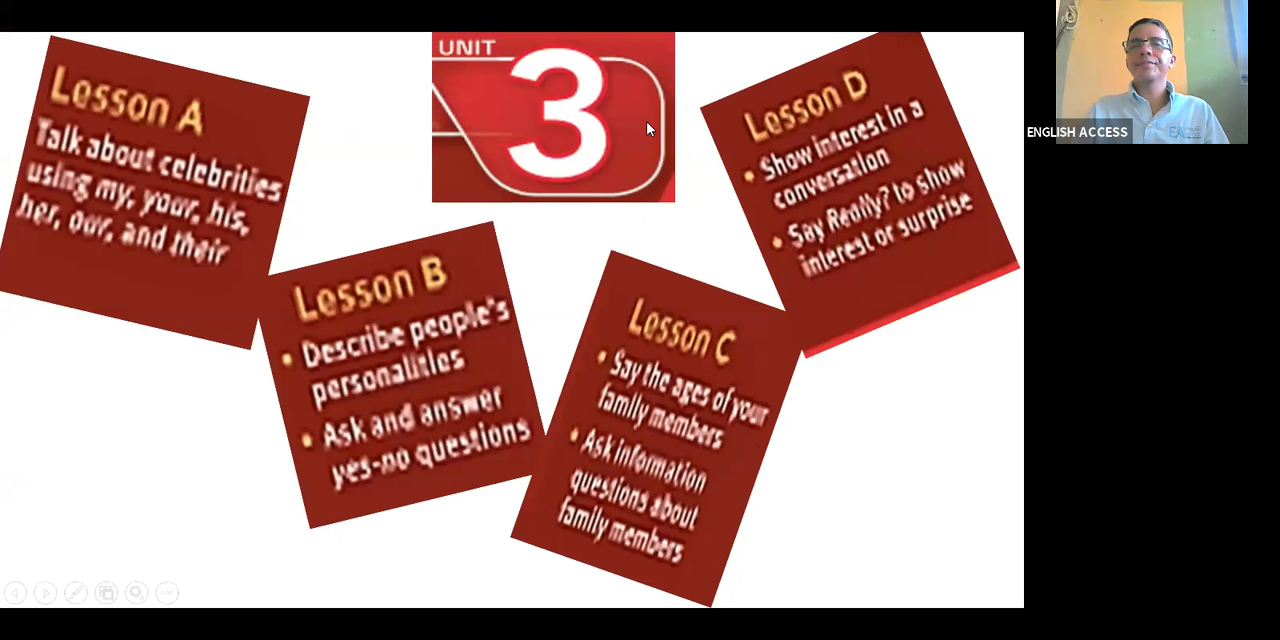 UNIT
3
Lesson A
Talk about celebrities
using my, your, his,
her, our, and their
Lesson B
• Describe people's
personalities
• Ask and answer
yes-no questions
Lesson C
• Say the ages of your
family members
• Ask information
questions about
family members
Lesson D
• Show interest in a
conversation
• Say Really? to show
interest or surprise
ENGLISH ACCESS